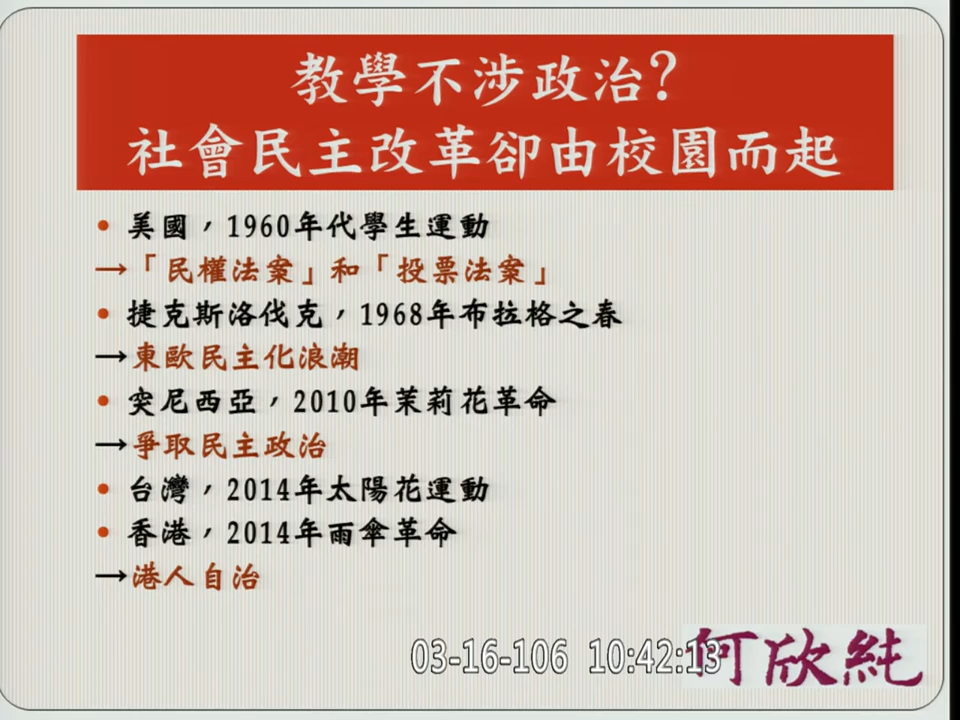 教學不涉政治？
社會民主改革卻由校園而起
• 美國，1960年代學生運動
→「民權法案」和「投票法案」
• 捷克斯洛伐克，1968年布拉格之春
→東歐民主化浪潮
• 突尼西亞，2010年茉莉花革命
→爭取民主政治
• 台灣，2014年太陽花運動
• 香港，2014年雨傘革命
→港人自治
03-16-106 10:42:13
何欣純